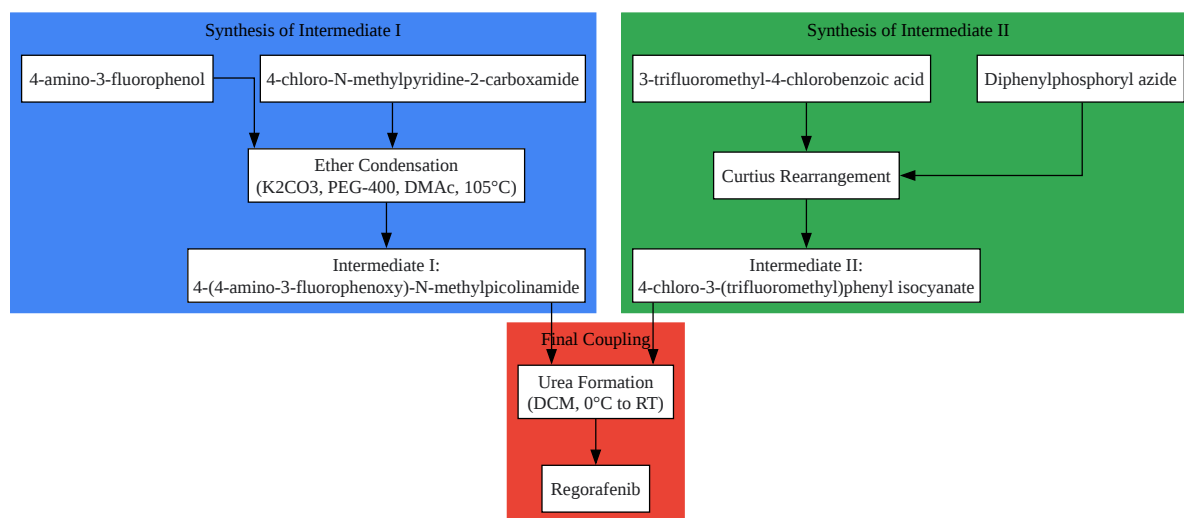 Synthesis of Intermediate I
4-amino-3-fluorophenol
4-chloro-N-methylpyridine-2-carboxamide
Ether Condensation
(K2CO3, PEG-400, DMAc, 105°C)
Intermediate I:
4-(4-amino-3-fluorophenoxy)-N-methylpicolinamide
Synthesis of Intermediate II
3-trifluoromethyl-4-chlorobenzoic acid
Diphenylphosphoryl azide
Curtius Rearrangement
Intermediate II:
4-chloro-3-(trifluoromethyl)phenyl isocyanate
Final Coupling
Urea Formation
(DCM, 0°C to RT)
Regorafenib